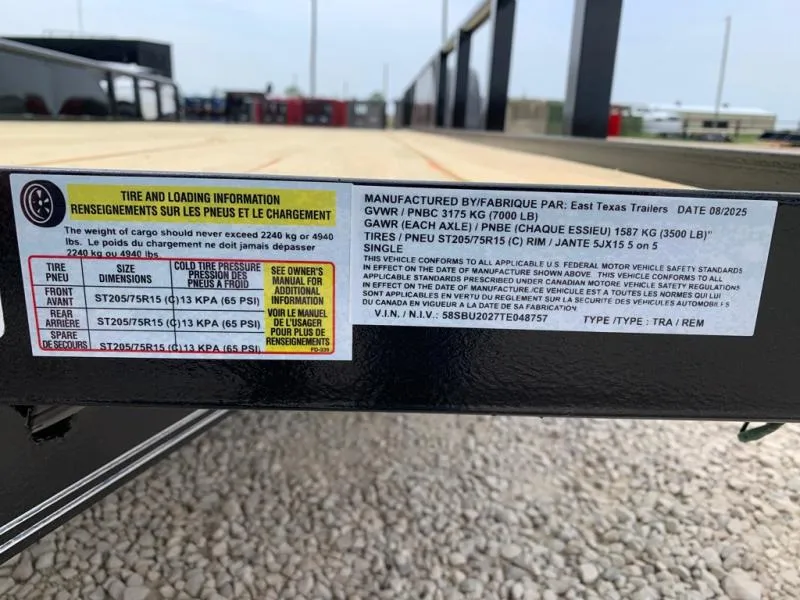 TIRE AND LOADING INFORMATION
RENSEIGNEMENTS SUR LES PNEUS ET LE CHARGEMENT
The weight of cargo should never exceed 2240 kg or 4940
lbs. Le poids du chargement ne doit jamais dépasser
2240 kg ou 4940 lbs.
TIRE
PNEU
SIZE
DIMENSIONS
COLD TIRE PRESSURE
PRESSION DES
PNEUS A FROID
SEE OWNER'S
MANUAL FOR
ADDITIONAL
INFORMATION
VOIR LE MANUEL
DE L'USAGER
POUR PLUS DE
RENSEIGNEMENTS
FRONT
AVANT
ST205/75R15 (C)13 KPA (65 PSI)
REAR
ARRIÈRE
ST205/75R15 (C)13 KPA (65 PSI)
SPARE
DE SECOURS
ST205/75R15 (C)13 KPA (65 PSI)
MANUFACTURED BY/FABRIQUE PAR: East Texas Trailers DATE 08/2025
GVWR / PNBC 3175 KG (7000 LB)
GAWR (EACH AXLE) / PNBE (CHAQUE ESSIEU) 1587 KG (3500 LB)"
TIRES / PNEU ST205/75R15 (C) RIM / JANTE 5JX15 5 on 5
SINGLE
THIS VEHICLE CONFORMS TO ALL APPLICABLE U.S. FEDERAL MOTOR VEHICLE SAFETY STANDARDS
IN EFFECT ON THE DATE OF MANUFACTURE SHOWN ABOVE. THIS VEHICLE CONFORMS TO ALL
APPLICABLE STANDARDS PRESCRIBED UNDER CANADIAN MOTORE VEHICLE SAFETY REGULATIONS
IN EFFECT ON THE DATE OF MANUFACTURE./CE VEHICLE EST A TOUTES LES NORMES QUI LUI
SONT APPLICABLES EN VERTU DU REGLEMENT SUR LA SECURITE DES VEHICULES AUTOMOBILES
DU CANADA EN VIGUEUR A LA DATE DE SA FABRICATION
V.I.N. / N.I.V.: 58SBU2027TE048757 TYPE /TYPE : TRA / REM